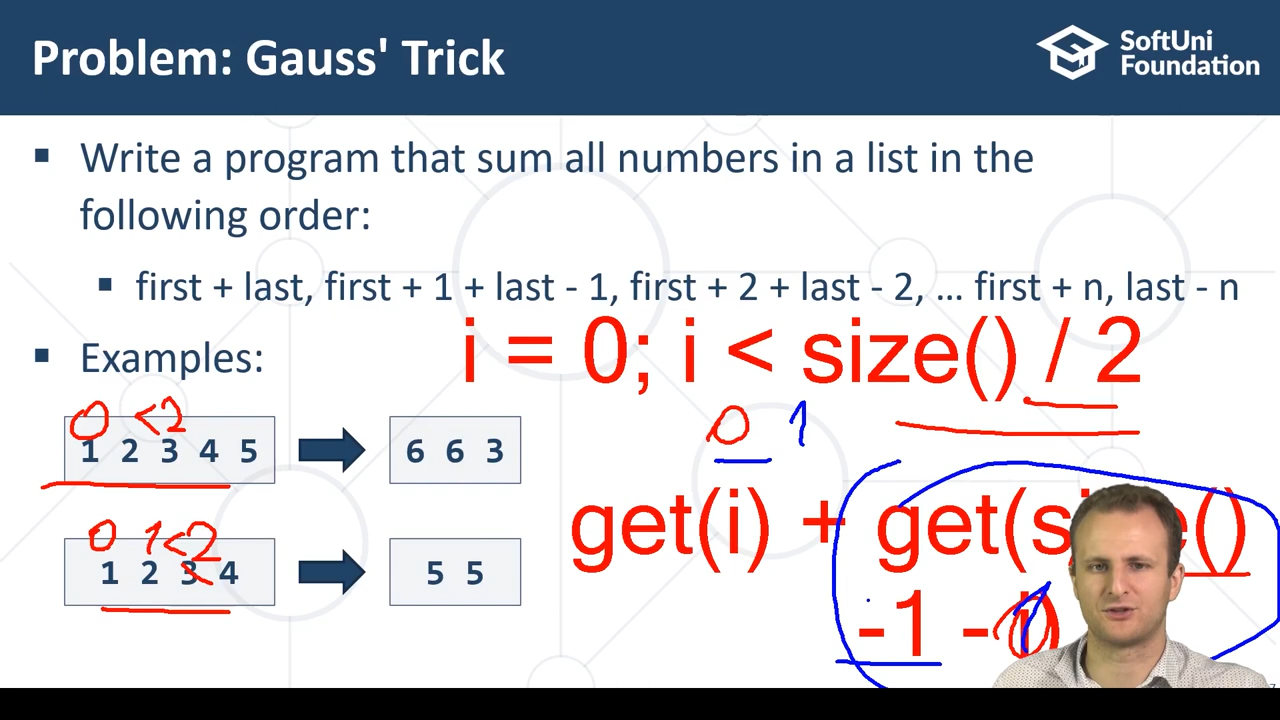 Problem: Gauss' Trick
SoftUni
Foundation
▪ Write a program that sum all numbers in a list in the
following order:
▪ first + last, first + 1 + last - 1, first + 2 + last - 2, … first + n, last - n
i = 0; i < size() / 2
▪ Examples:
0 <2
1 2 3 4 5
6 6 3
0 1
get(i) + get(size()
0 1<2
1 2 3 4
5 5
-1 -